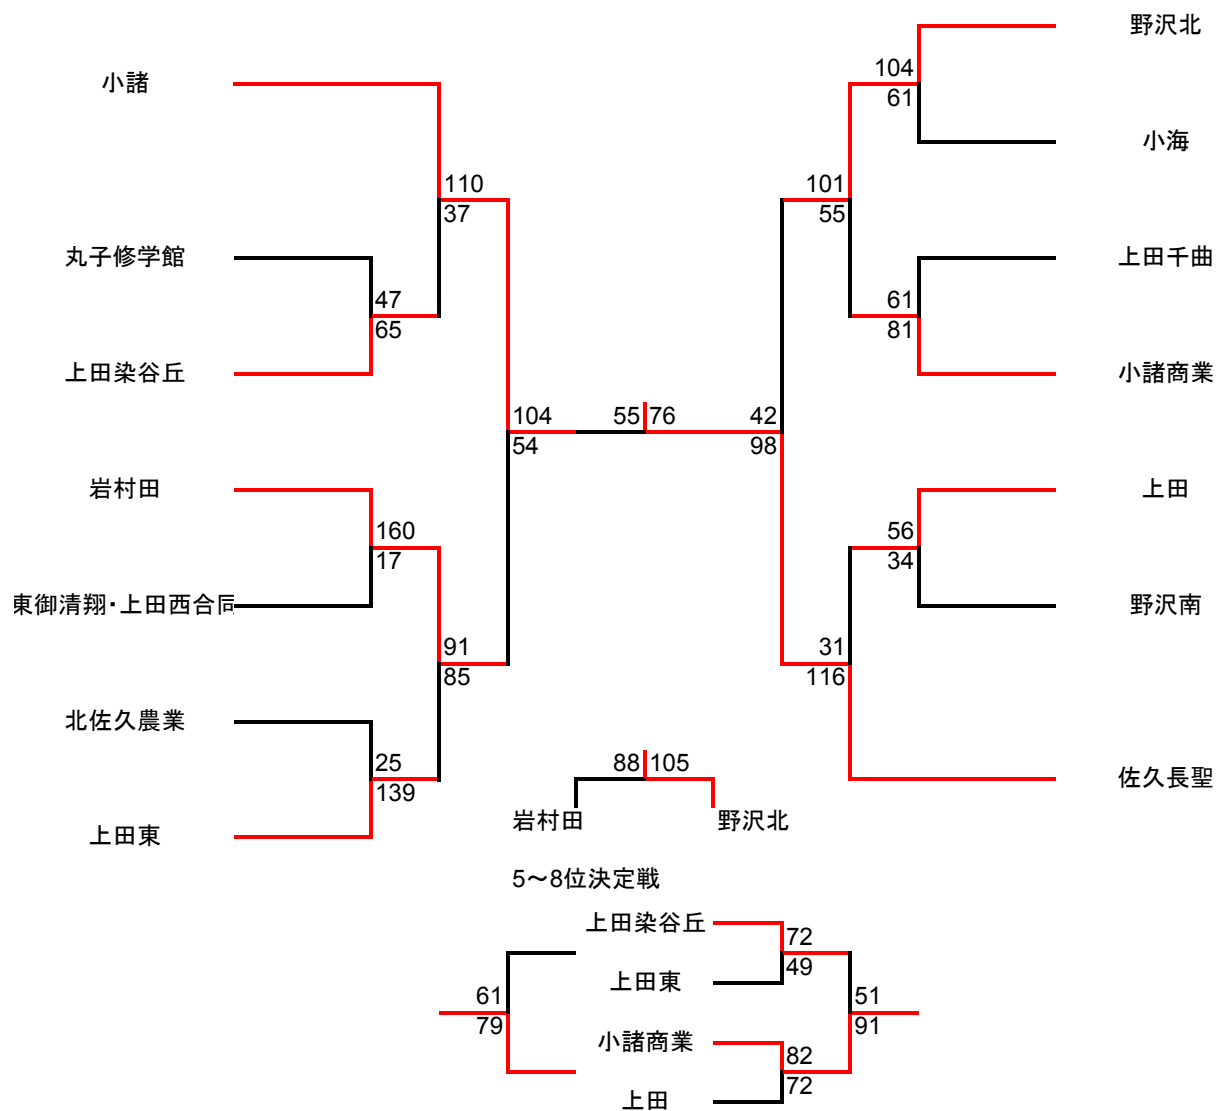 野沢北
小諸
104
61
小海
110
37
101
55
丸子修学館
上田千曲
47
65
61
81
上田染谷丘
小諸商業
104
54
55 76
42
98
岩村田
上田
160
17
56
34
東御清翔・上田西合同
野沢南
91
85
31
116
北佐久農業
25
139
88 105
佐久長聖
上田東
岩村田
野沢北
5～8位決定戦
上田染谷丘
72
49
上田東
61
79
51
91
小諸商業
82
72
上田